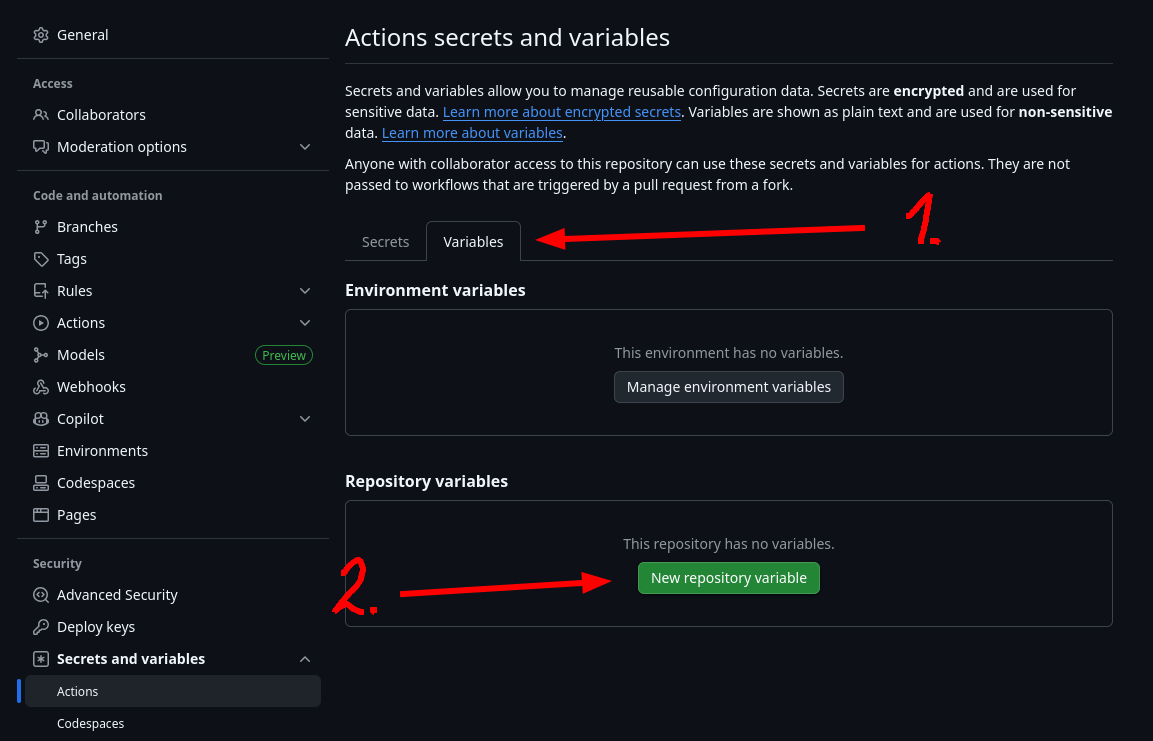 General
Access
Collaborators
Moderation options
Code and automation
Branches
Tags
Rules
Actions
Models Preview
Webhooks
Copilot
Environments
Codespaces
Pages
Security
Advanced Security
Deploy keys
Secrets and variables
Actions
Codespaces
Actions secrets and variables
Secrets and variables allow you to manage reusable configuration data. Secrets are encrypted and are used for
sensitive data. Learn more about encrypted secrets. Variables are shown as plain text and are used for non-sensitive
data. Learn more about variables.
Anyone with collaborator access to this repository can use these secrets and variables for actions. They are not
passed to workflows that are triggered by a pull request from a fork.
Secrets Variables 1.
Environment variables
This environment has no variables.
Manage environment variables
Repository variables
This repository has no variables.
2. New repository variable